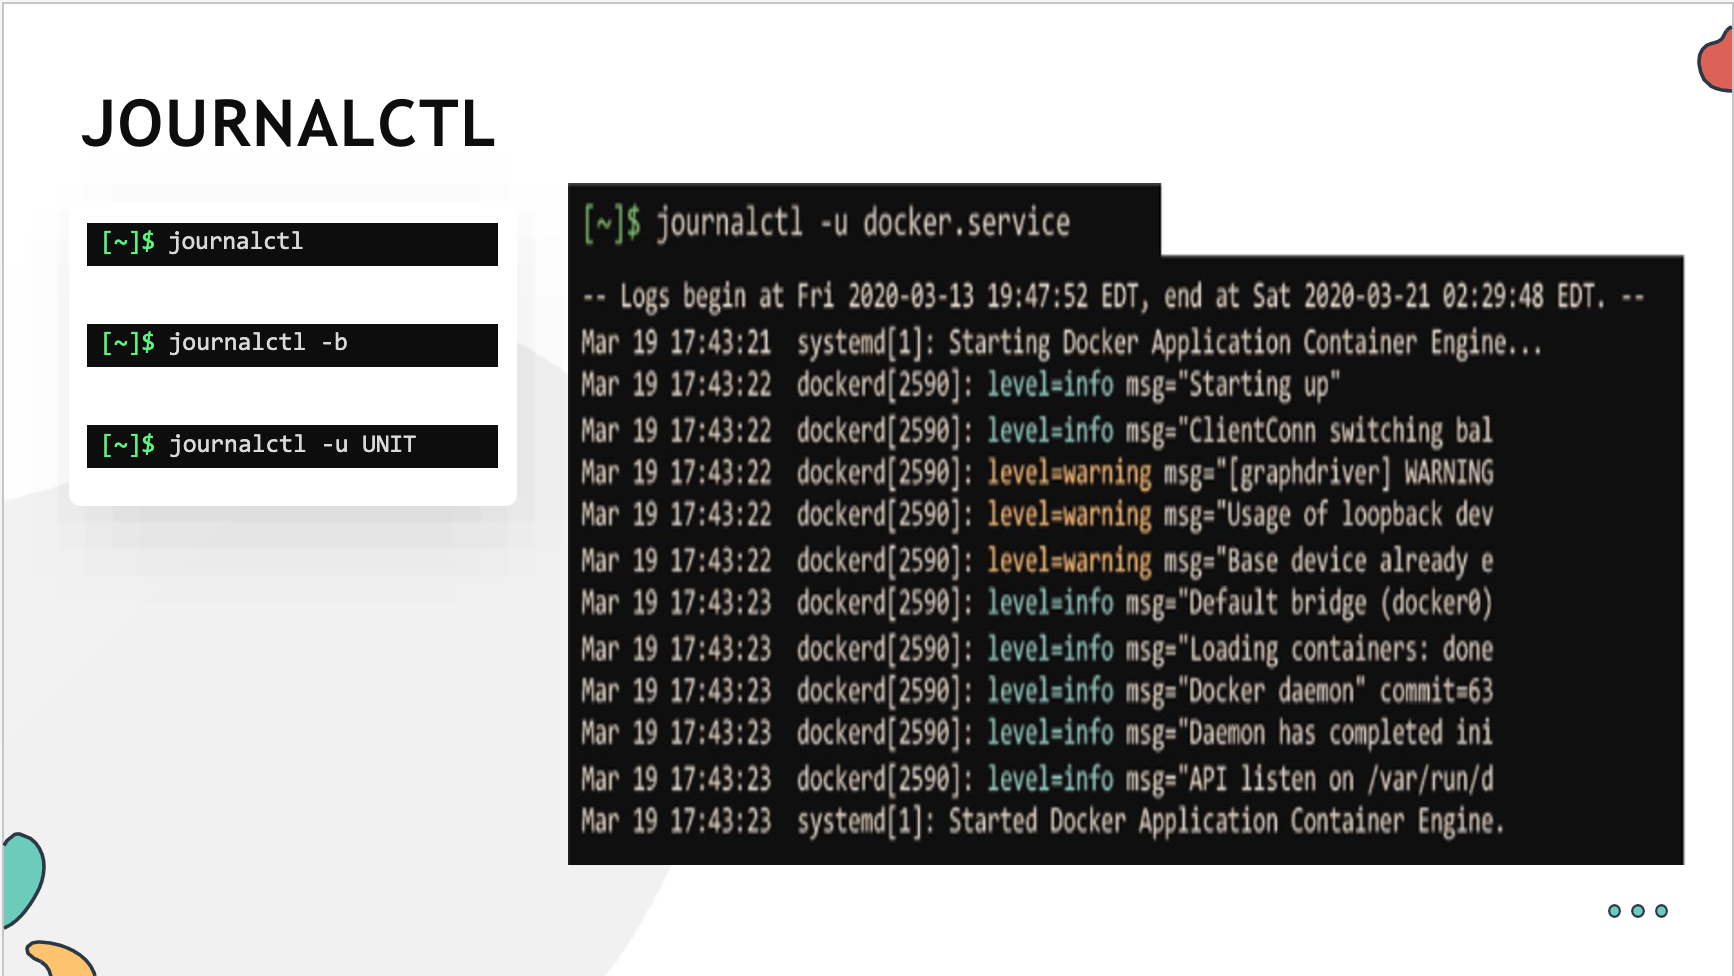 JOURNALCTL
[~]$ journalctl
[~]$ journalctl -b
[~]$ journalctl -u UNIT
[~]$ journalctl -u docker.service
-- Logs begin at Fri 2020-03-13 19:47:52 EDT, end at Sat 2020-03-21 02:29:48 EDT. --
Mar 19 17:43:21  systemd[1]: Starting Docker Application Container Engine...
Mar 19 17:43:22  dockerd[2590]: level=info msg="Starting up"
Mar 19 17:43:22  dockerd[2590]: level=info msg="ClientConn switching bal
Mar 19 17:43:22  dockerd[2590]: level=warning msg="[graphdriver] WARNING
Mar 19 17:43:22  dockerd[2590]: level=warning msg="Usage of loopback dev
Mar 19 17:43:22  dockerd[2590]: level=warning msg="Base device already e
Mar 19 17:43:23  dockerd[2590]: level=info msg="Default bridge (docker0)
Mar 19 17:43:23  dockerd[2590]: level=info msg="Loading containers: done
Mar 19 17:43:23  dockerd[2590]: level=info msg="Docker daemon" commit=63
Mar 19 17:43:23  dockerd[2590]: level=info msg="Daemon has completed ini
Mar 19 17:43:23  dockerd[2590]: level=info msg="API listen on /var/run/d
Mar 19 17:43:23  systemd[1]: Started Docker Application Container Engine.